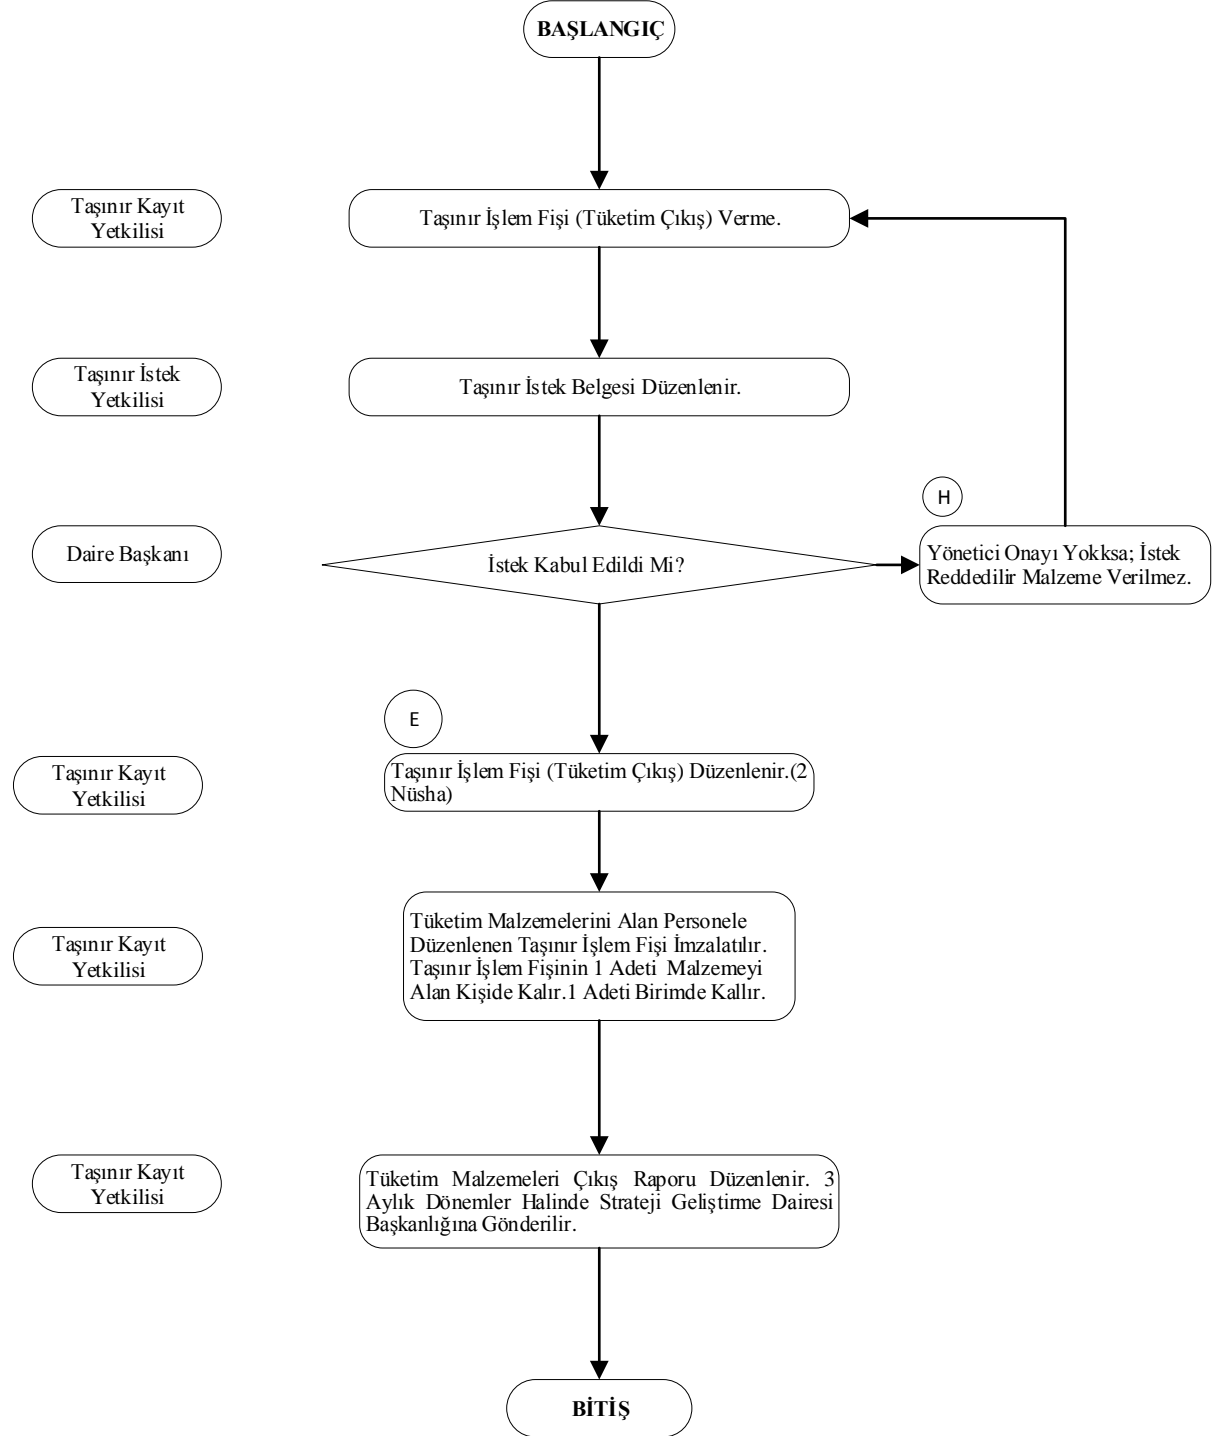 BAŞLANGIÇ
Taşınır Kayıt
Yetkilisi
Taşınır İşlem Fişi (Tüketim Çıkış) Verme.
Taşınır İstek
Yetkilisi
Taşınır İstek Belgesi Düzenlenir.
H
Daire Başkanı
İstek Kabul Edildi Mi?
Yönetici Onayı Yokksa; İstek
Reddedilir Malzeme Verilmez.
E
Taşınır Kayıt
Yetkilisi
Taşınır İşlem Fişi (Tüketim Çıkış) Düzenlenir.(2
Nüsha)
Taşınır Kayıt
Yetkilisi
Tüketim Malzemelerini Alan Personele
Düzenlenen Taşınır İşlem Fişi İmzalatılır.
Taşınır İşlem Fişinin 1 Adeti Malzemeyi
Alan Kişide Kalır.1 Adeti Birimde Kallır.
Taşınır Kayıt
Yetkilisi
Tüketim Malzemeleri Çıkış Raporu Düzenlenir. 3
Aylık Dönemler Halinde Strateji Geliştirme Dairesi
Başkanlığına Gönderilir.
BİTİŞ